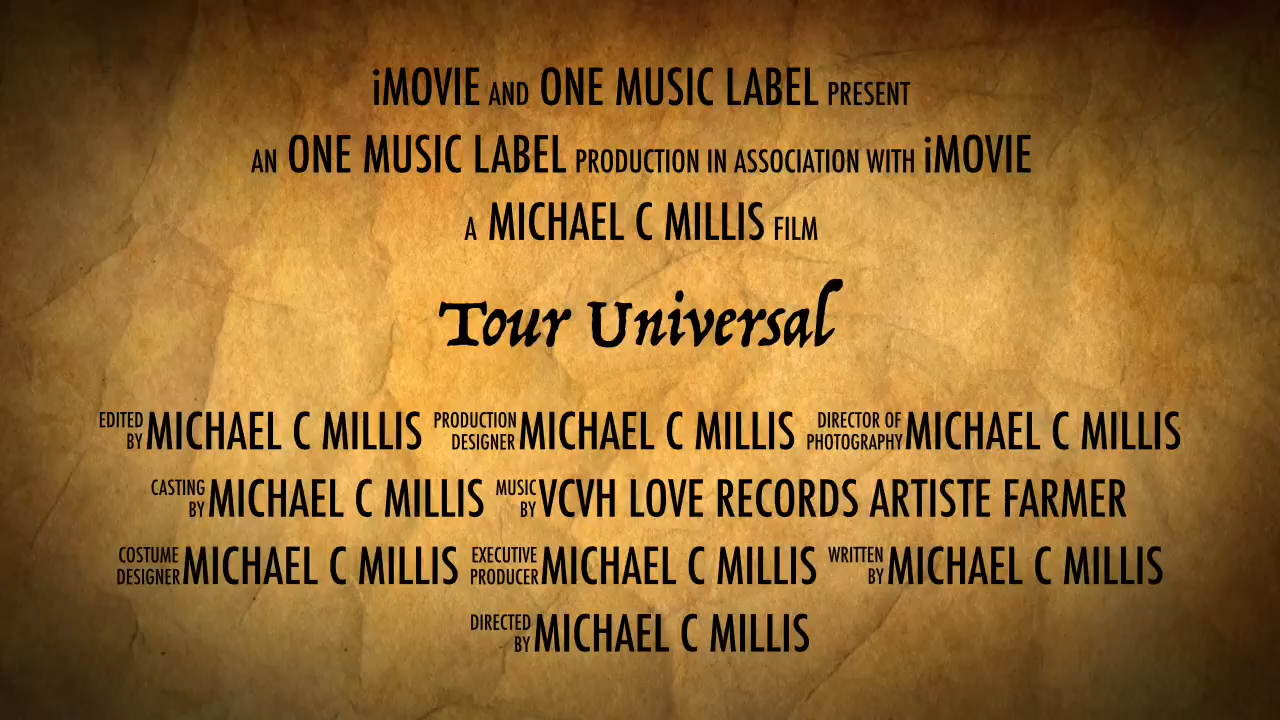 iMOVIE AND ONE MUSIC LABEL PRESENT
AN ONE MUSIC LABEL PRODUCTION IN ASSOCIATION WITH iMOVIE
A MICHAEL C MILLIS FILM
Tour Universal
EDITED BY MICHAEL C MILLIS PRODUCTION DESIGNER MICHAEL C MILLIS DIRECTOR OF PHOTOGRAPHY MICHAEL C MILLIS
CASTING BY MICHAEL C MILLIS MUSIC BY VCVH LOVE RECORDS ARTISTE FARMER
COSTUME DESIGNER MICHAEL C MILLIS EXECUTIVE PRODUCER MICHAEL C MILLIS WRITTEN BY MICHAEL C MILLIS
DIRECTED BY MICHAEL C MILLIS